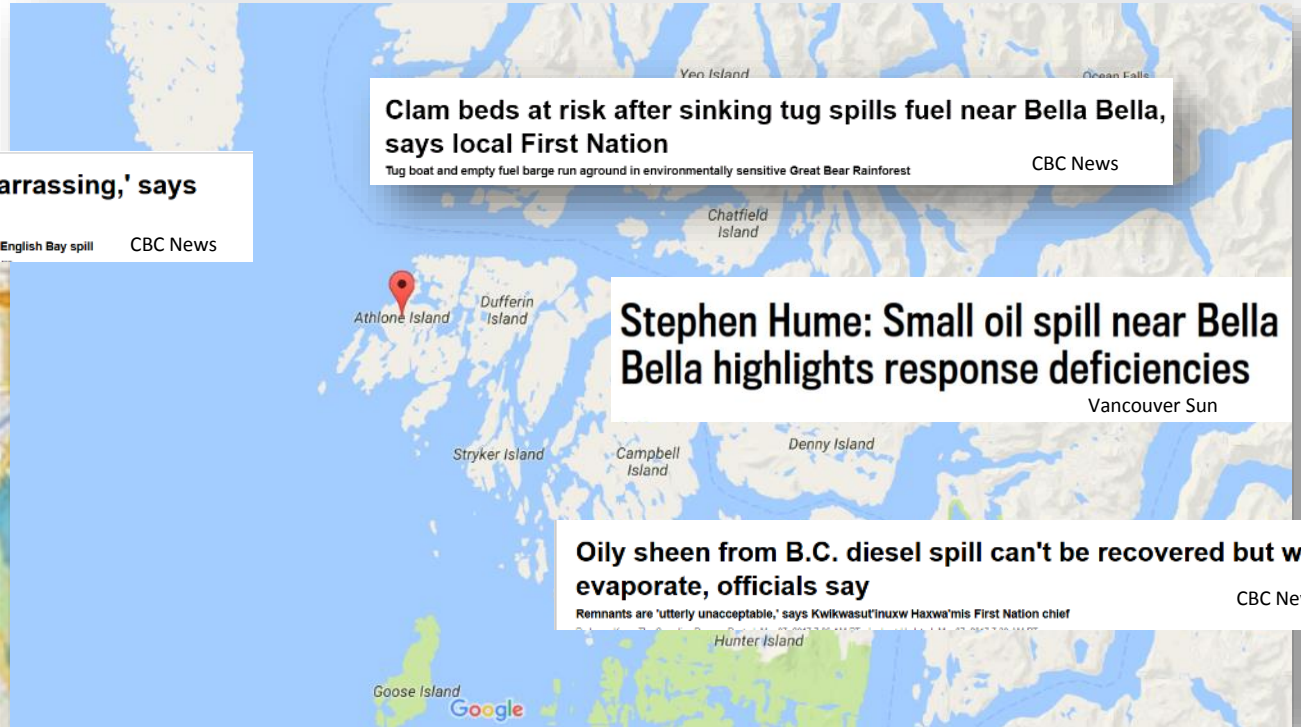 Yeo Island
Ocean Falls
Clam beds at risk after sinking tug spills fuel near Bella Bella,
says local First Nation
Tug boat and empty fuel barge run aground in environmentally sensitive Great Bear Rainforest
CBC News
arrassing,' says
English Bay spill
CBC News
Chatfield
Island
Athlone Island
Dufferin
Island
Stephen Hume: Small oil spill near Bella
Bella highlights response deficiencies
Vancouver Sun
Stryker Island
Campbell
Island
Denny Island
Oily sheen from B.C. diesel spill can't be recovered but w
evaporate, officials say
CBC Ne
Remnants are 'utterly unacceptable,' says Kwikwasut'inuxw Haxwa'mis First Nation chief
Hunter Island
Goose Island
Google